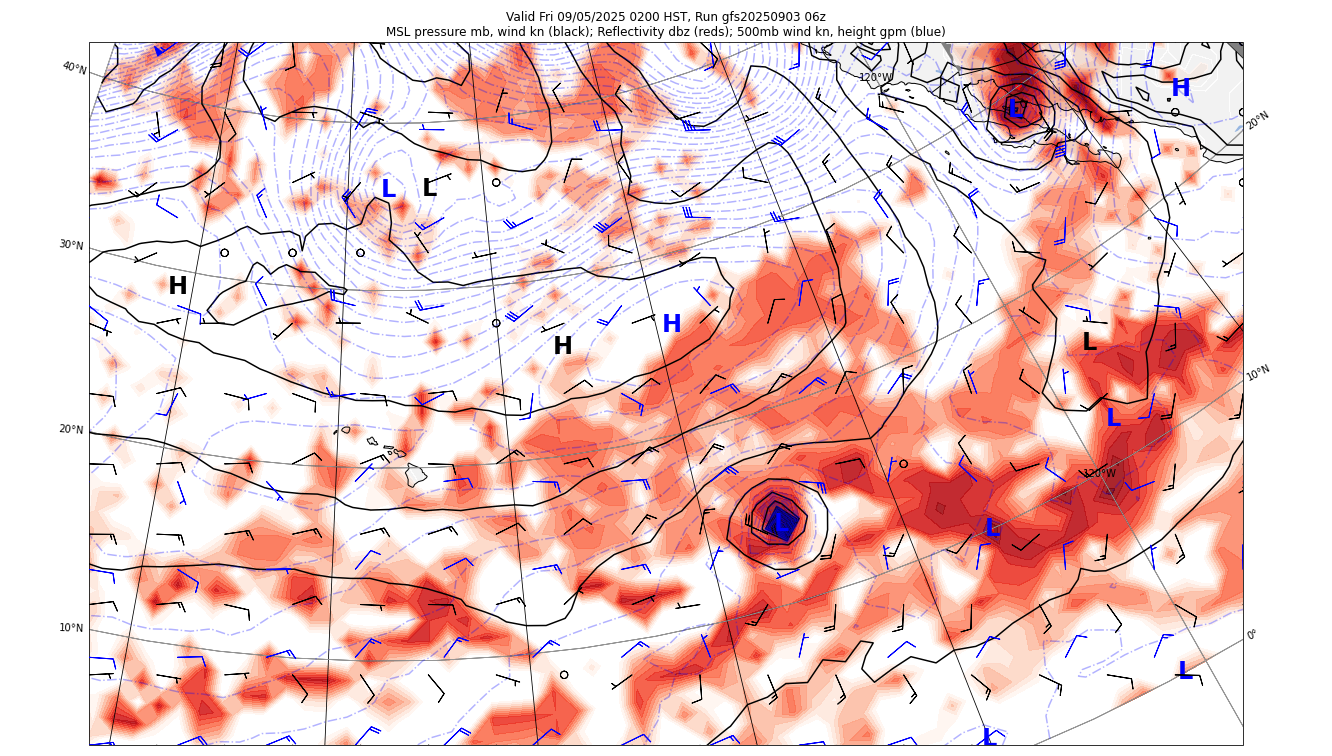 Valid Fri 09/05/2025 0200 HST, Run gfs20250903 06z
MSL pressure mb, wind kn (black); Reflectivity dbz (reds); 500mb wind kn, height gpm (blue)
40°N
120°W
H
L
20°N
L
L
30°N
H
H
H
L
10°N
L
20°N
120°W
L
L
10°N
0°
L
L